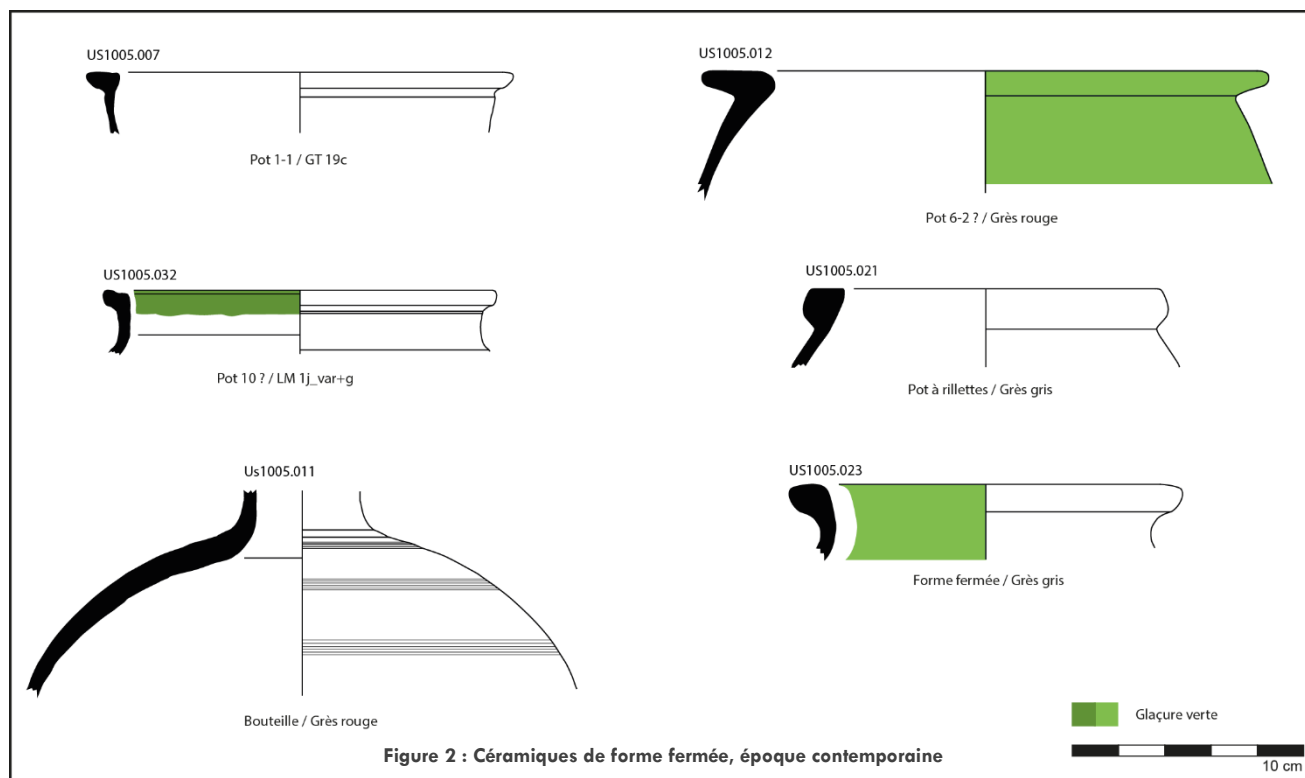 US1005.007
Pot 1-1 / GT 19c
US1005.012
Pot 6-2 ? / Grès rouge
US1005.032
Pot 10 ? / LM 1j_var+g
US1005.021
Pot à rillettes / Grès gris
Us1005.011
Bouteille / Grès rouge
US1005.023
Forme fermée / Grès gris
Glaçure verte
10 cm
Figure 2 : Céramiques de forme fermée, époque contemporaine